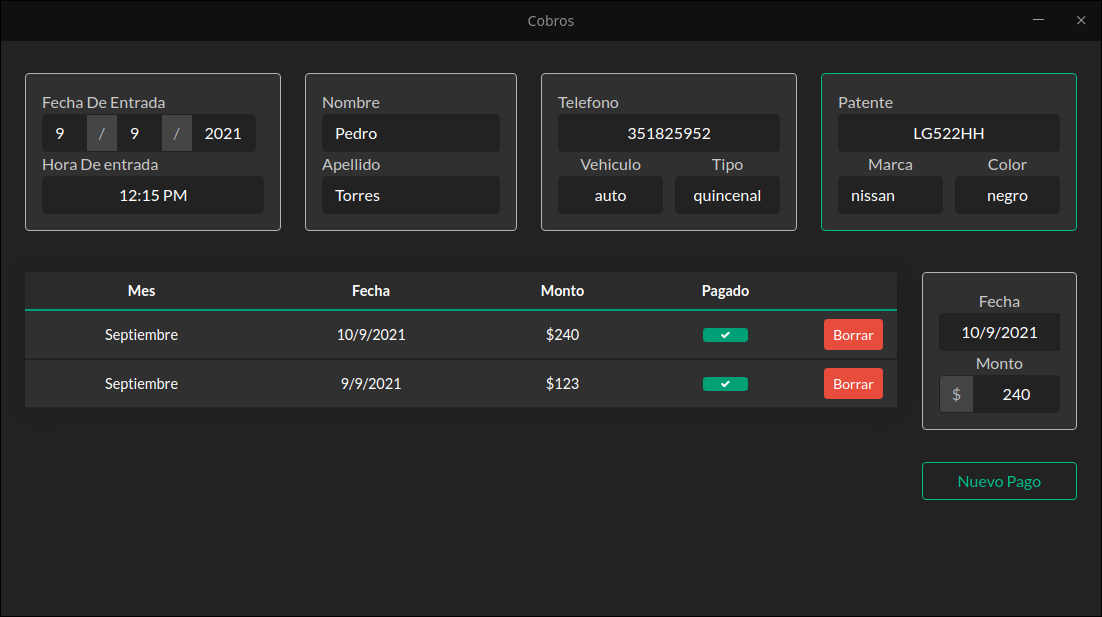 Cobros
Fecha De Entrada
9 / 9 / 2021
Hora De entrada
12:15 PM
Nombre
Pedro
Apellido
Torres
Telefono
351825952
Vehiculo Tipo
auto quincenal
Patente
LG522HH
Marca Color
nissan negro
Mes Fecha Monto Pagado
Septiembre 10/9/2021 $240 Borrar
Septiembre 9/9/2021 $123 Borrar
Fecha
10/9/2021
Monto
$ 240
Nuevo Pago